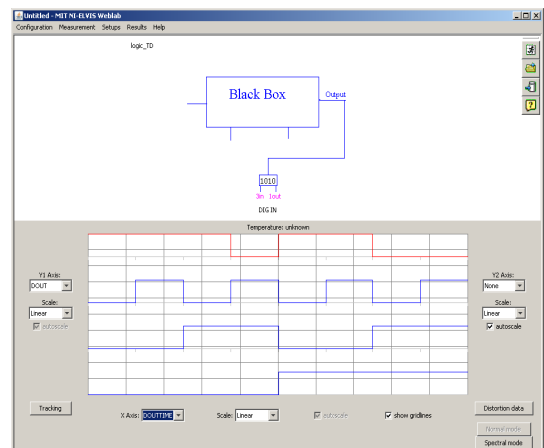 Untitled - MIT NI-ELVIS Weblab
Configuration Measurement Setups Results Help
logic_TD
Black Box
Output
1010
3in 1out
DIG IN
Temperature: unknown
Y1 Axis:
DOUT
Scale:
Linear
autoscale
Y2 Axis:
None
Scale:
Linear
autoscale
Tracking
X Axis: DOUTTIME
Scale: Linear
autoscale
show gridlines
Distortion data
Normal mode
Spectral mode